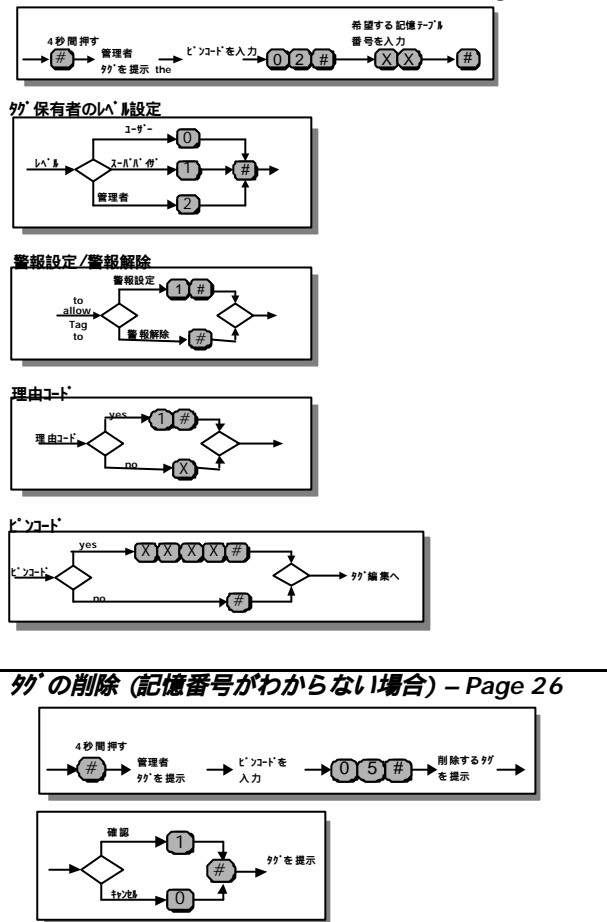 希望する記憶ﾃｰﾌﾞﾙ
4秒間押す
ﾋﾟﾝｺｰﾄﾞを入力
番号を入力
# 管理者 0 2 # X X #
ﾀｸﾞを提示 the
ﾀｸﾞ保有者のﾚﾍﾞﾙ設定
ﾕｰｻﾞｰ
0
ﾚﾍﾞﾙ ｽｰﾊﾟﾊﾞｲｻﾞ 1 #
管理者
2
警報設定/警報解除
警報設定
1 #
to
allow
Tag
to
警報解除 #
理由ｺｰﾄﾞ
yes 1 #
理由ｺｰﾄﾞ
no X
ﾋﾟﾝｺｰﾄﾞ
yes X X X X #
ﾋﾟﾝｺｰﾄﾞ
ﾀｸﾞ編集へ
no #
ﾀｸﾞの削除 (記憶番号がわからない場合) – Page 26
4秒間押す
# 管理者 ﾋﾟﾝｺｰﾄﾞを 0 5 # 削除するﾀｸﾞ
ﾀｸﾞを提示 入力 を提示
確認
1
# ﾀｸﾞを提示
ｷｬﾝｾﾙ 0